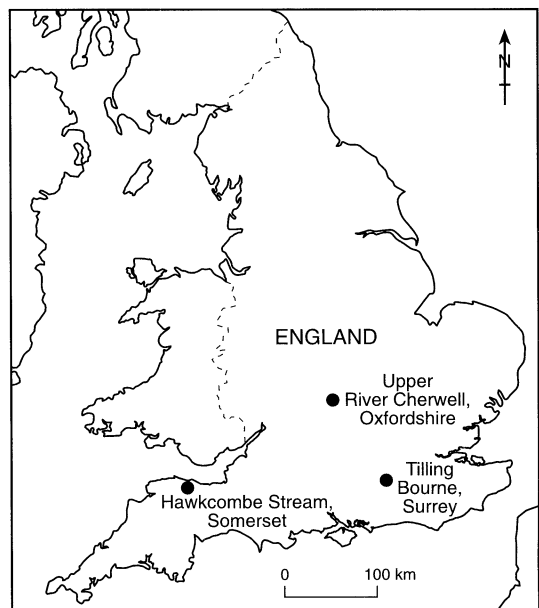 N
ENGLAND
Upper
River Cherwell,
Oxfordshire
Tilling
Bourne,
Surrey
Hawkcombe Stream,
Somerset
0 100 km